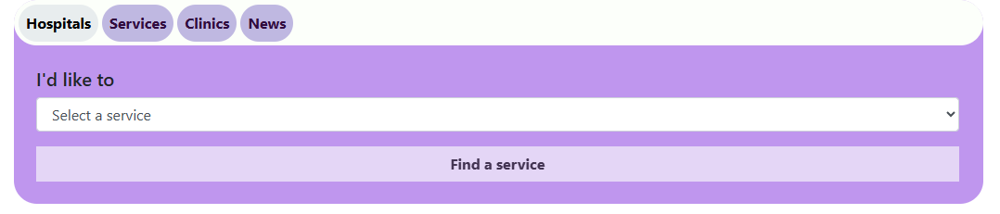 Hospitals Services Clinics News
I'd like to
Select a service
Find a service